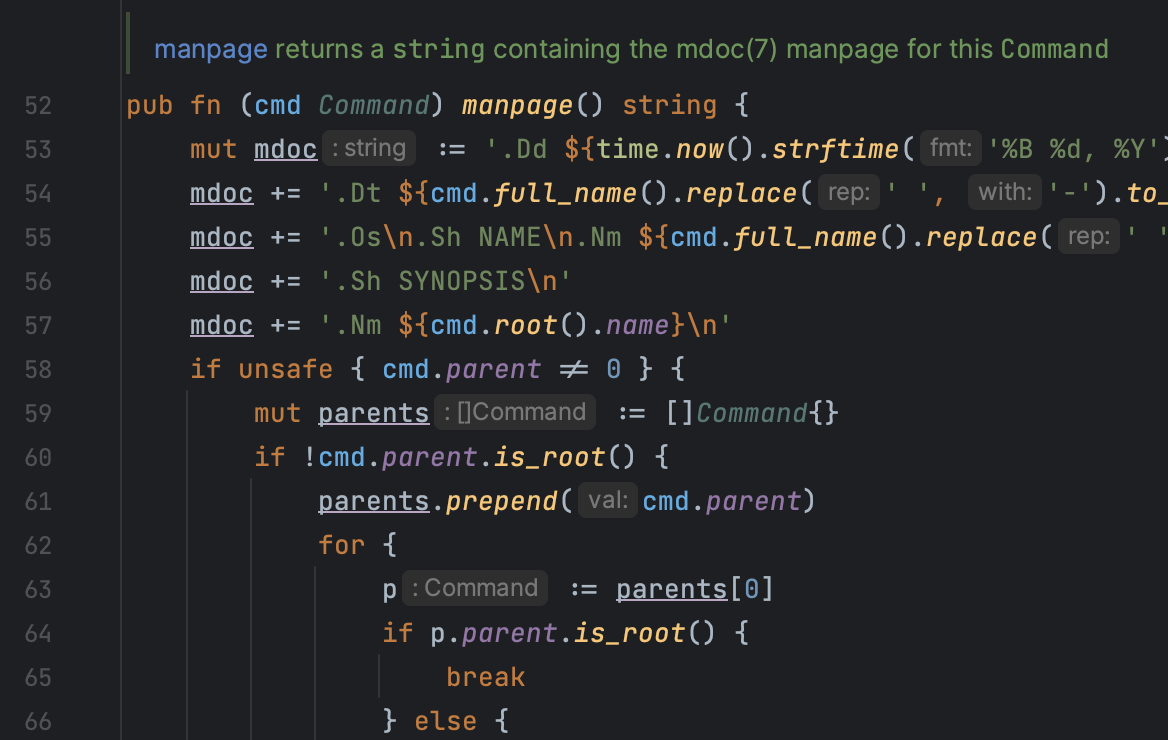 manpage returns a string containing the mdoc(7) manpage for this Command
52 pub fn (cmd Command) manpage() string {
53 mut mdoc : string := '.Dd ${time.now().strftime( fmt: '%B %d, %Y')
54 mdoc += '.Dt ${cmd.full_name().replace( rep: ' ', with: '-').to_
55 mdoc += '.Os\n.Sh NAME\n.Nm ${cmd.full_name().replace( rep: ' '
56 mdoc += '.Sh SYNOPSIS\n'
57 mdoc += '.Nm ${cmd.root().name}\n'
58 if unsafe { cmd.parent != 0 } {
59 mut parents : []Command := []Command{}
60 if !cmd.parent.is_root() {
61 parents.prepend( val: cmd.parent)
62 for {
63 p : Command := parents[0]
64 if p.parent.is_root() {
65 break
66 } else {